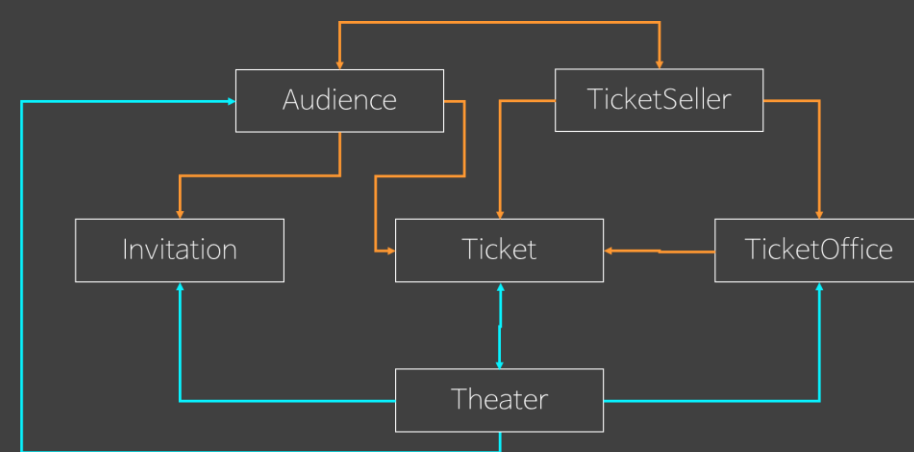 Audience
TicketSeller
Invitation
Ticket
TicketOffice
Theater